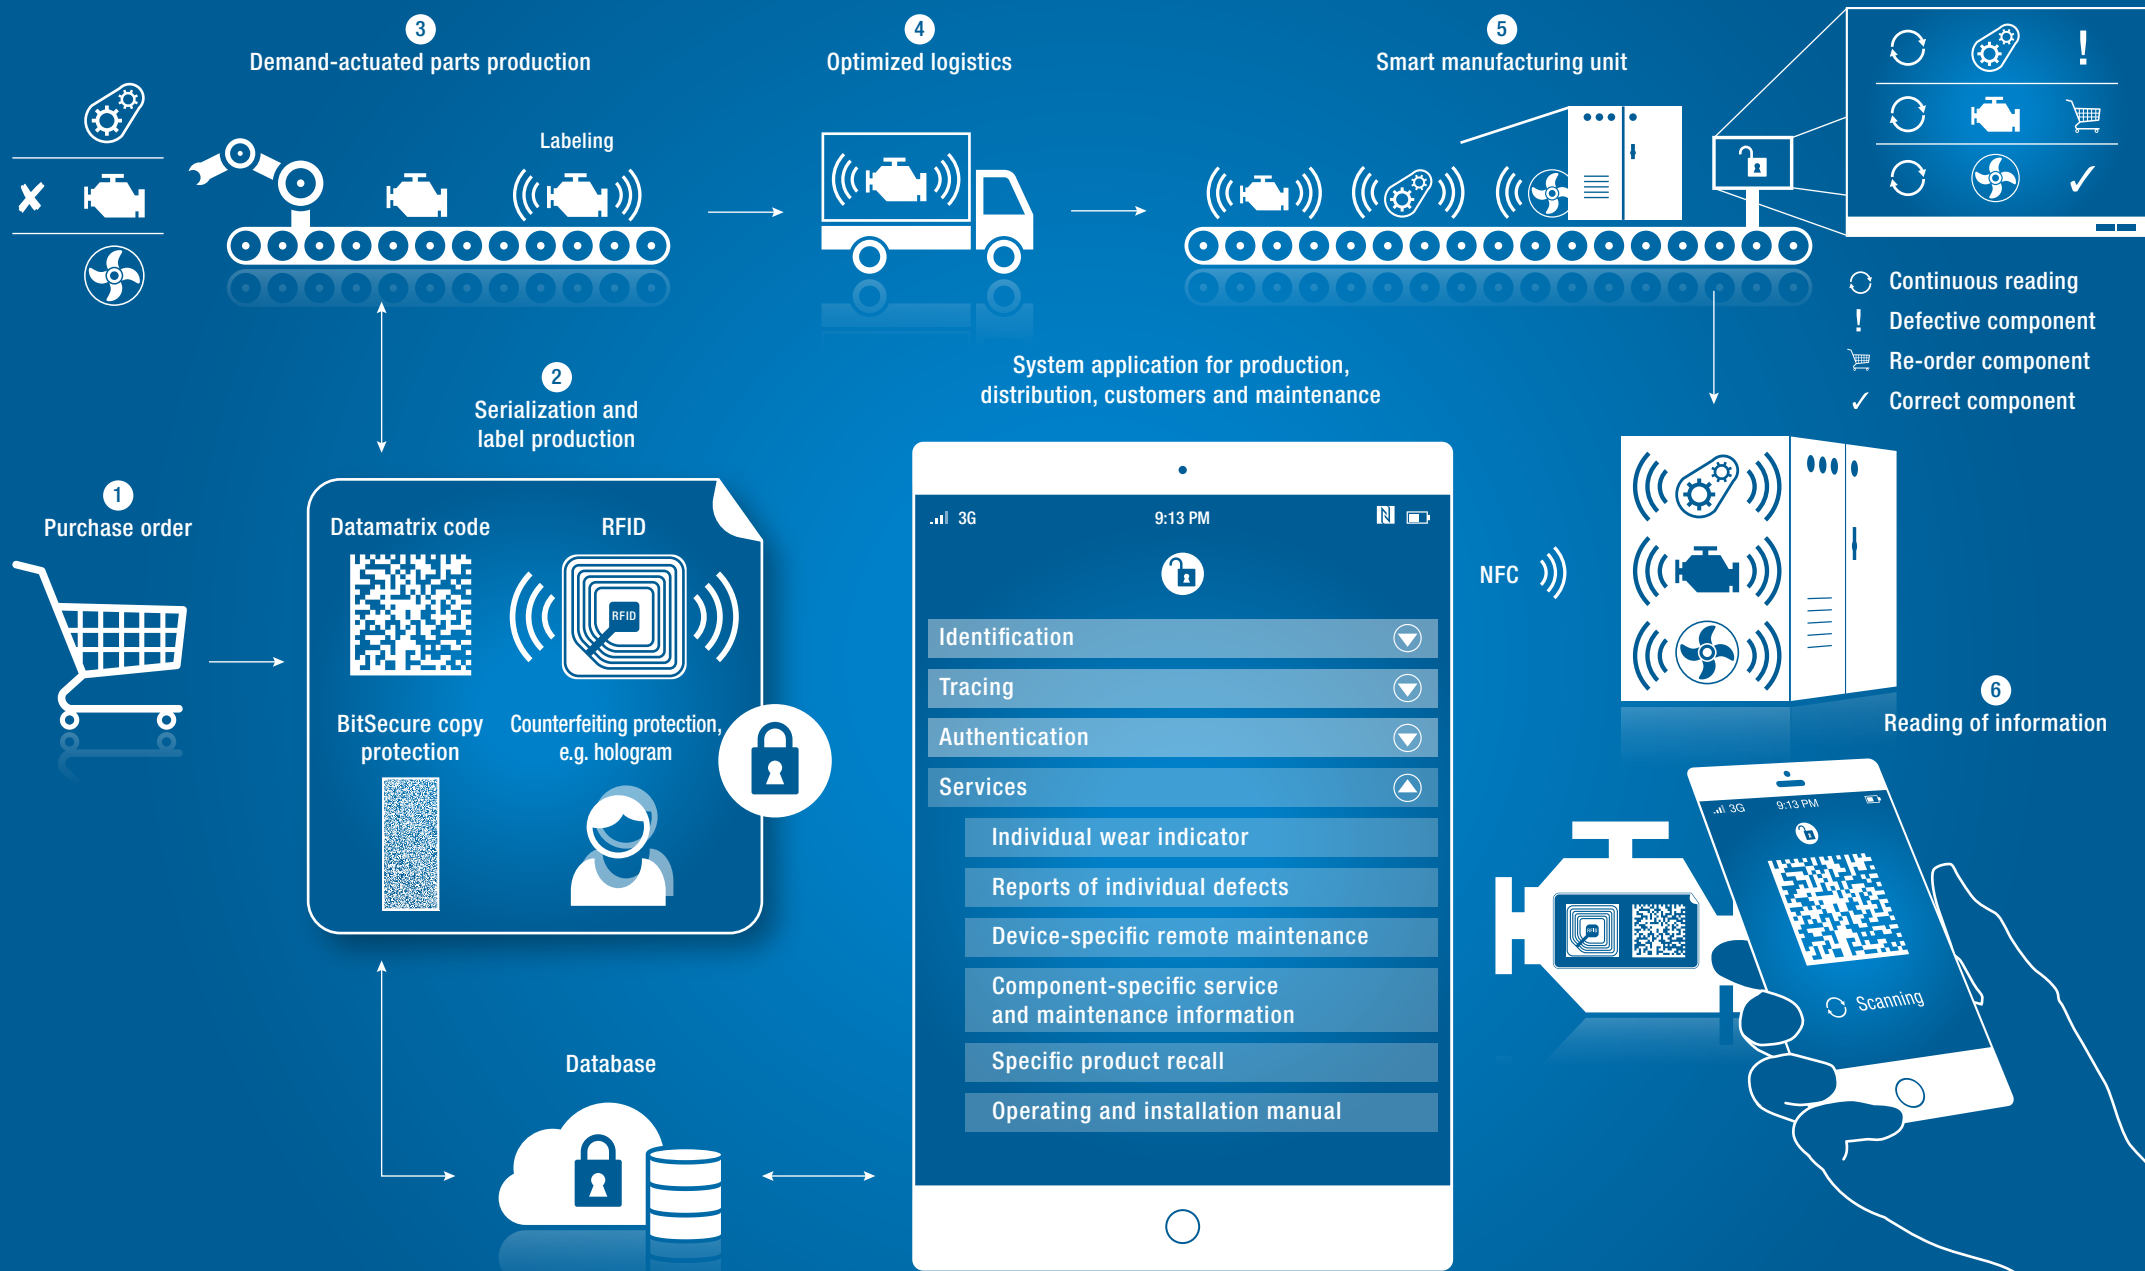 3
Demand-actuated parts production
Labeling
4
Optimized logistics
5
Smart manufacturing unit
!
Continuous reading
! Defective component
Re-order component
✓ Correct component
2
Serialization and
label production
1
Purchase order
Datamatrix code
RFID
RFID
BitSecure copy
protection
Counterfeiting protection,
e.g. hologram
Database
System application for production,
distribution, customers and maintenance
3G 9:13 PM
Identification
Tracing
Authentication
Services
Individual wear indicator
Reports of individual defects
Device-specific remote maintenance
Component-specific service
and maintenance information
Specific product recall
Operating and installation manual
NFC
6
Reading of information
3G 9:13 PM
RFID
Scanning